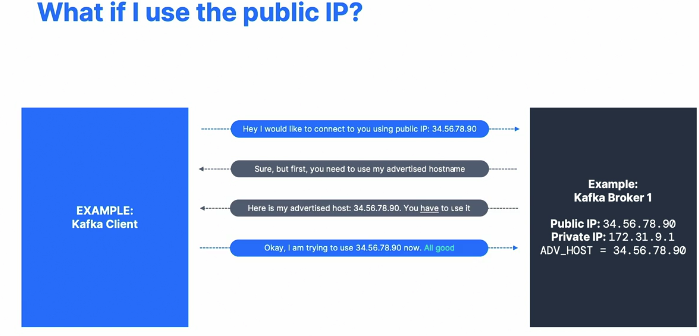 What if I use the public IP?
EXAMPLE:
Kafka Client
Hey I would like to connect to you using public IP: 34.56.78.90
Sure, but first, you need to use my advertised hostname
Here is my advertised host: 34.56.78.90. You have to use it
Okay, I am trying to use 34.56.78.90 now. All good
Example:
Kafka Broker 1
Public IP: 34.56.78.90
Private IP: 172.31.9.1
ADV_HOST = 34.56.78.90